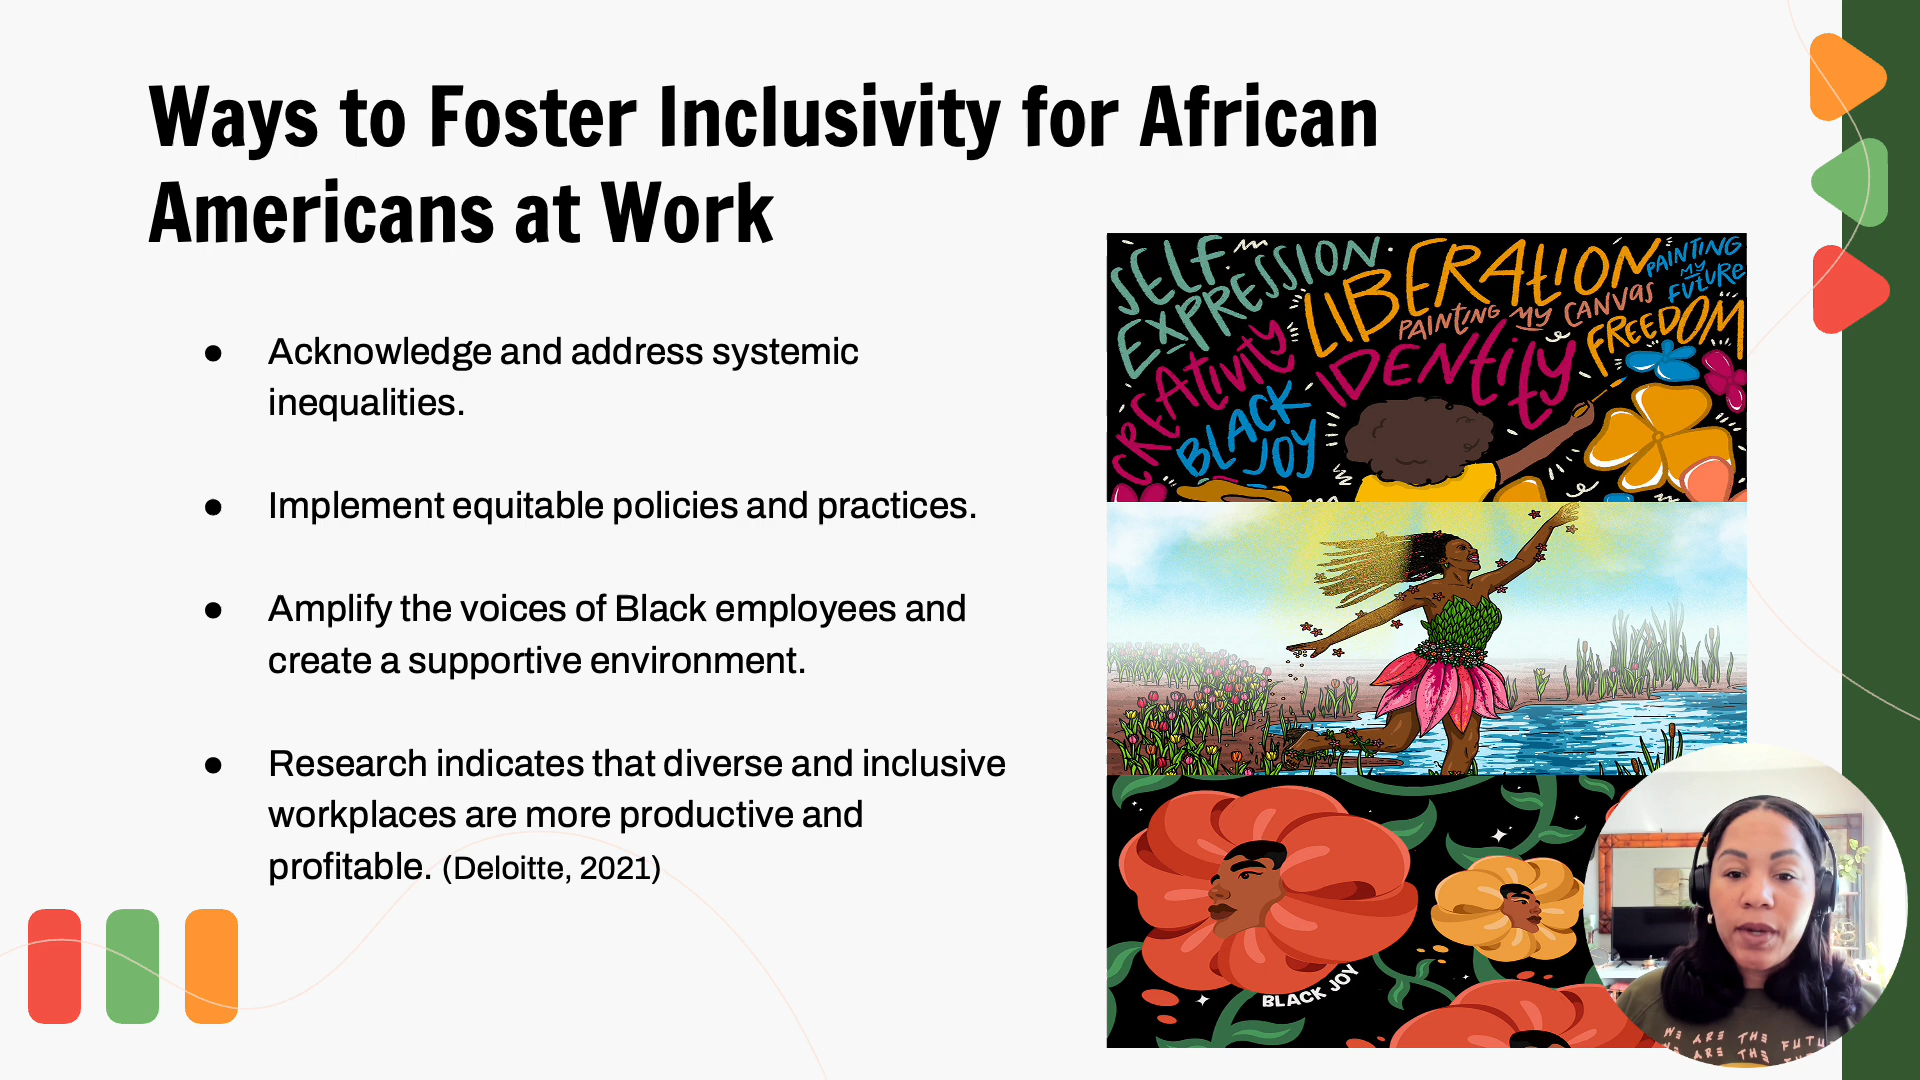 Ways to Foster Inclusivity for African
Americans at Work
● Acknowledge and address systemic
inequalities.
● Implement equitable policies and practices.
● Amplify the voices of Black employees and
create a supportive environment.
● Research indicates that diverse and inclusive
workplaces are more productive and
profitable. (Deloitte, 2021)
SELF
EXPRESSION
LIBERATION
PAINTING
MY
FUTURE
PAINTING MY CANVAS
FREEDOM
IDENTITY
CREATIVITY
BLACK
JOY
BLACK JOY
WE ARE THE FUTU
ARE THE